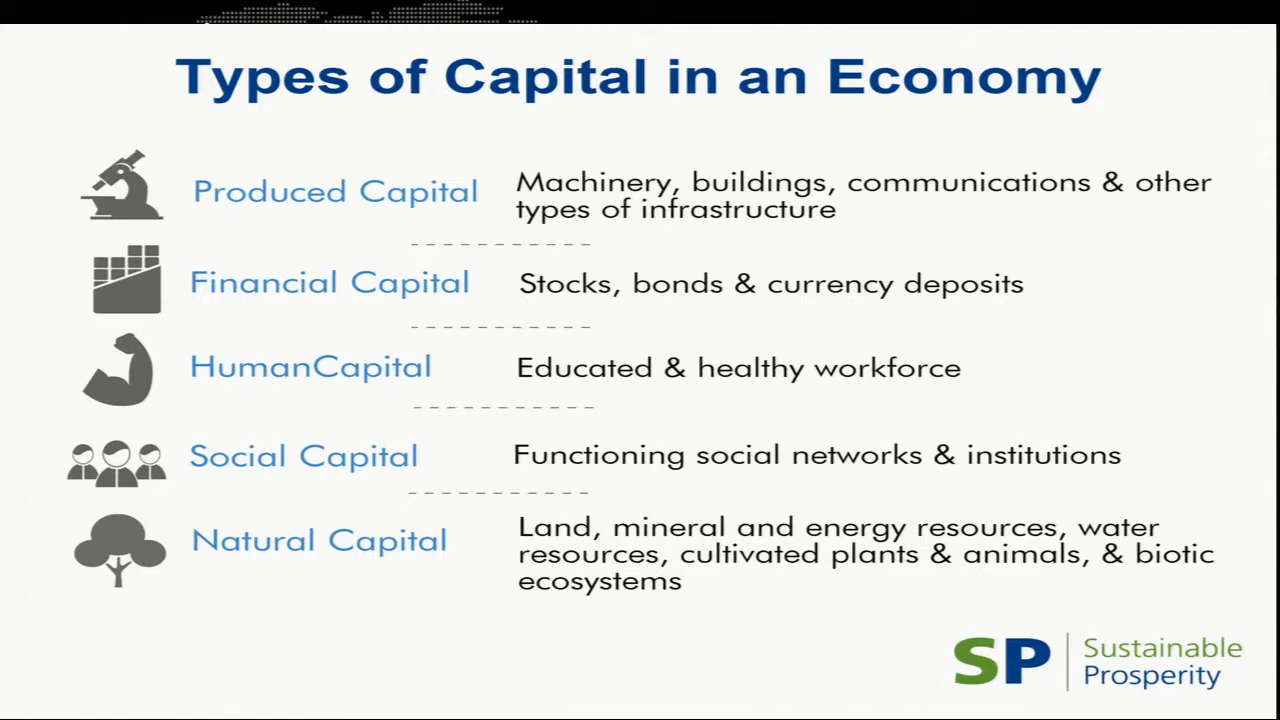 Types of Capital in an Economy
Produced Capital
Machinery, buildings, communications & other
types of infrastructure
Financial Capital
Stocks, bonds & currency deposits
HumanCapital
Educated & healthy workforce
Social Capital
Functioning social networks & institutions
Natural Capital
Land, mineral and energy resources, water
resources, cultivated plants & animals, & biotic
ecosystems
SP
Sustainable
Prosperity